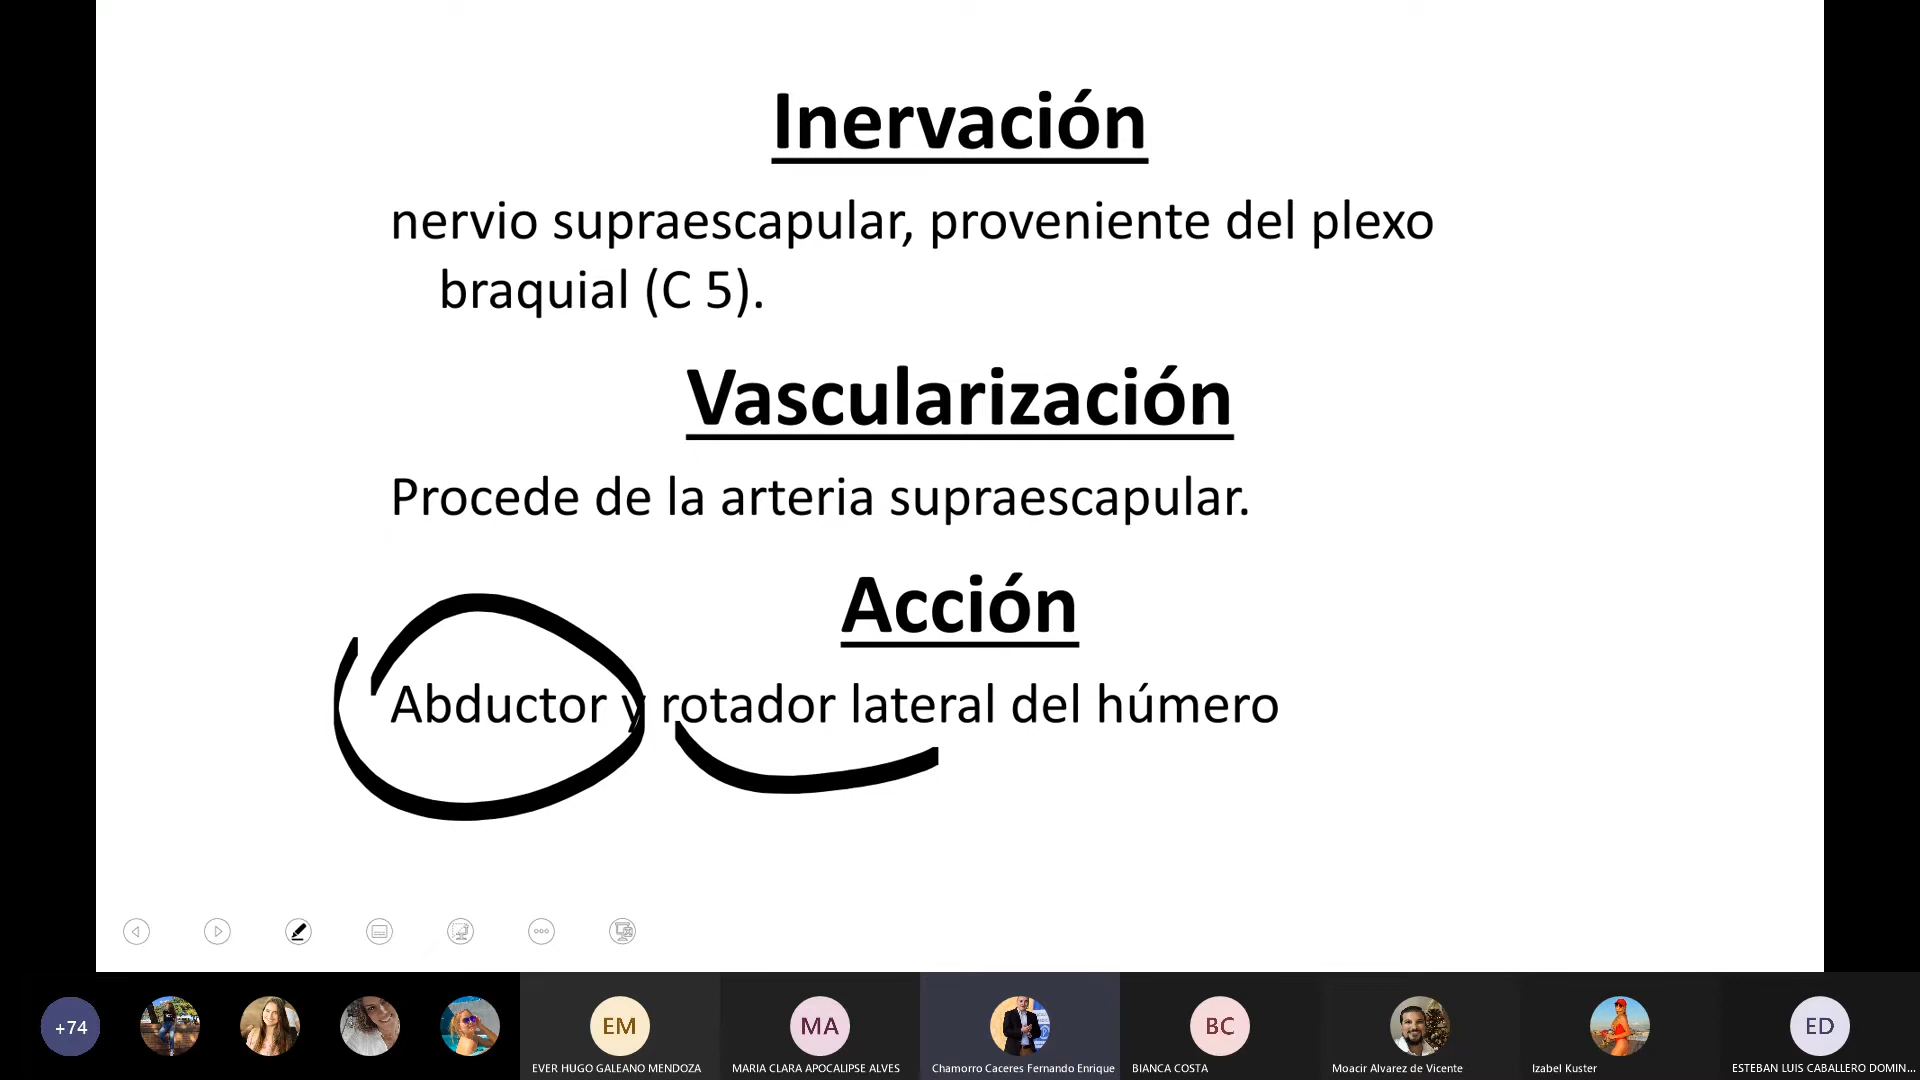 Inervación
nervio supraescapular, proveniente del plexo
braquial (C 5).
Vascularización
Procede de la arteria supraescapular.
Acción
Abductor y rotador lateral del húmero
+74
EM
MA
BC
ED
EVER HUGO GALEANO MENDOZA
MARIA CLARA APOCALIPSE ALVES
Chamorro Caceres Fernando Enrique
BIANCA COSTA
Moacir Alvarez de Vicente
Izabel Kuster
ESTEBAN LUIS CABALLERO DOMIN...